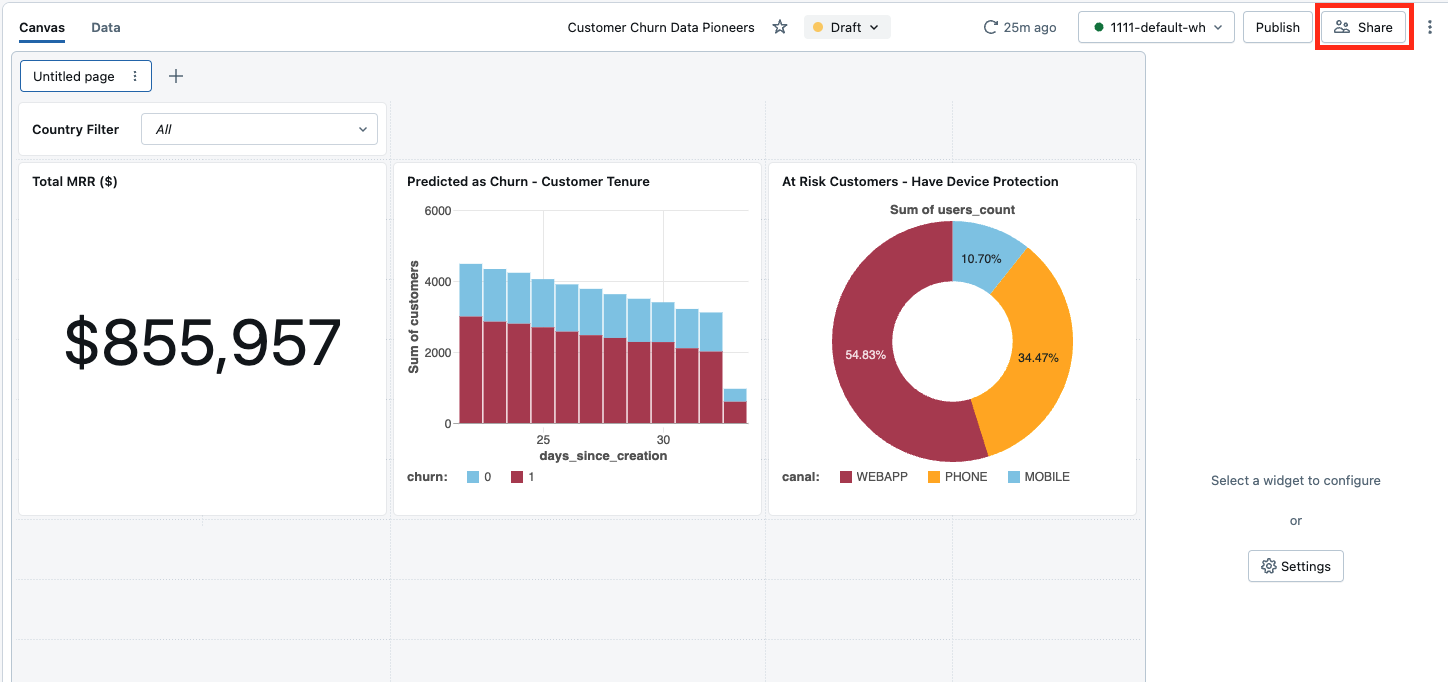 Canvas
Data
Customer Churn Data Pioneers
Draft
25m ago
1111-default-wh
Publish
Share
Untitled page
Country Filter
All
Total MRR ($)
$855,957
Predicted as Churn - Customer Tenure
6000
4000
2000
0
Sum of customers
25
30
days_since_creation
churn:
0
1
At Risk Customers - Have Device Protection
Sum of users_count
10.70%
54.83%
34.47%
canal:
WEBAPP
PHONE
MOBILE
Select a widget to configure
or
Settings